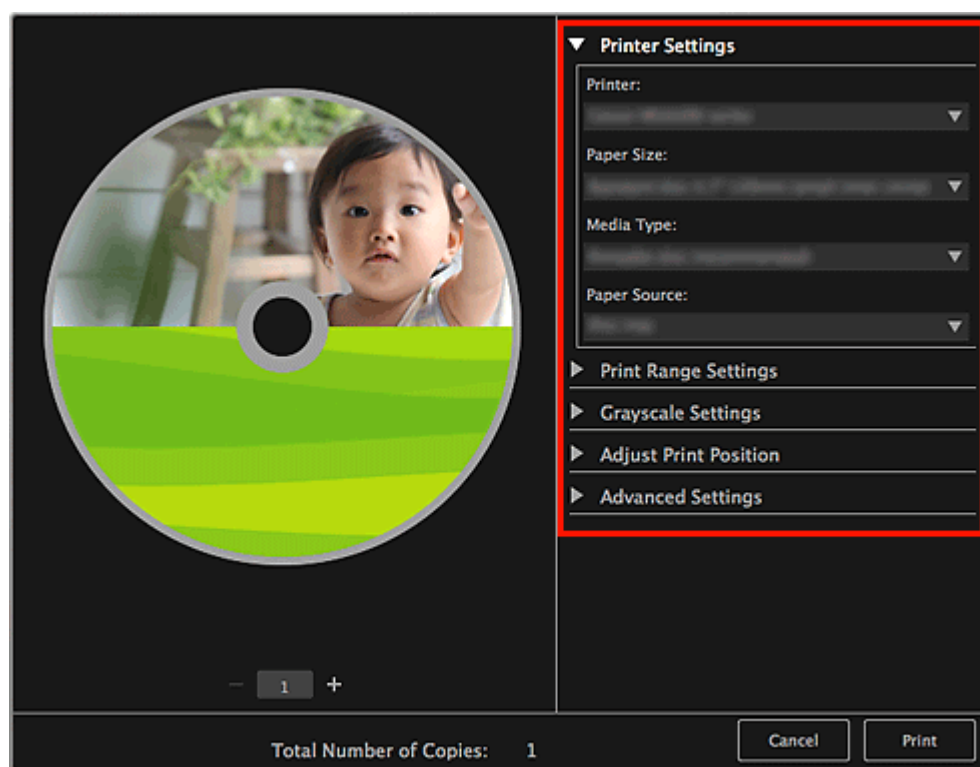 Printer Settings
Printer:
Paper Size:
Media Type:
Paper Source:
Print Range Settings
Grayscale Settings
Adjust Print Position
Advanced Settings
1
Total Number of Copies: 1
Cancel Print